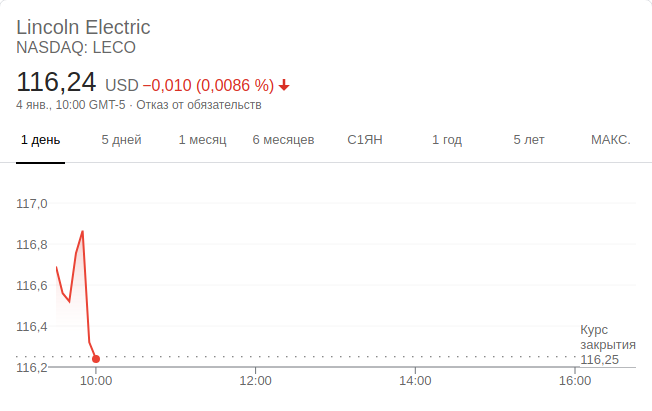 Lincoln Electric
NASDAQ: LECO
116,24 USD −0,010 (0,0086 %)
4 янв., 10:00 GMT-5 · Отказ от обязательств
1 день 5 дней 1 месяц 6 месяцев С1ЯН 1 год 5 лет МАКС.
117,0
116,8
116,6
116,4
Курс
закрытия
116,25
116,2
10:00 12:00 14:00 16:00